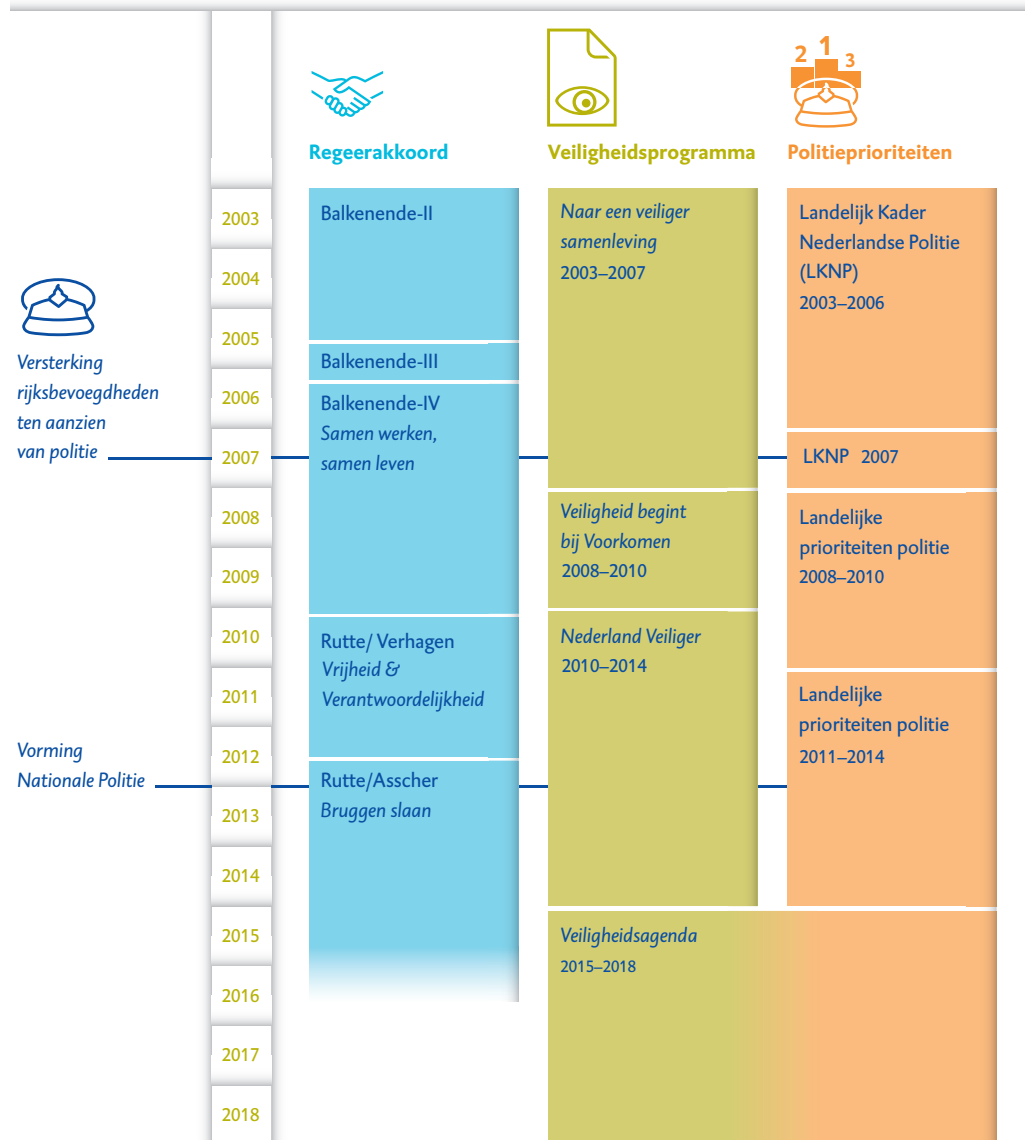 2 1 3
Regeerakkoord
Veiligheidsprogramma
Politieprioriteiten
Versterking
rijksbevoegdheden
ten aanzien
van politie
Vorming
Nationale Politie
2003
2004
2005
2006
2007
2008
2009
2010
2011
2012
2013
2014
2015
2016
2017
2018
Balkenende-II
Balkenende-III
Balkenende-IV
Samen werken,
samen leven
Rutte/ Verhagen
Vrijheid &
Verantwoordelijkheid
Rutte/Asscher
Bruggen slaan
Naar een veiliger
samenleving
2003–2007
Veiligheid begint
bij Voorkomen
2008–2010
Nederland Veiliger
2010–2014
Landelijk Kader
Nederlandse Politie
(LKNP)
2003–2006
LKNP 2007
Landelijke
prioriteiten politie
2008–2010
Landelijke
prioriteiten politie
2011–2014
Veiligheidsagenda
2015–2018